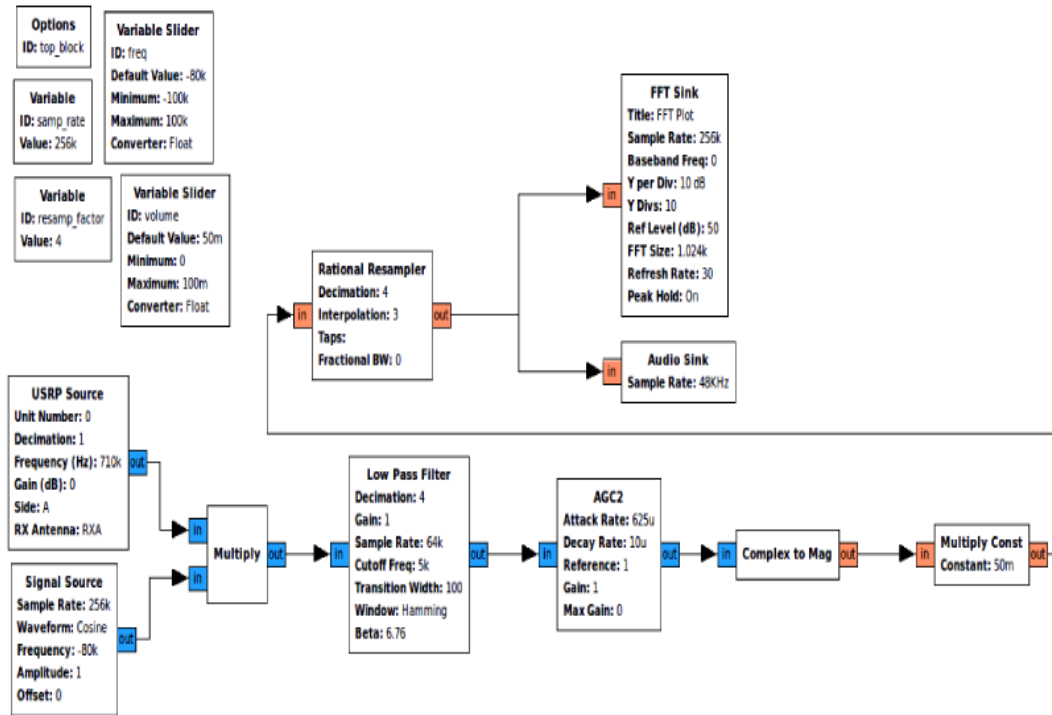 Options
ID: top_block
Variable Slider
ID: freq
Default Value: -80k
Minimum: -100k
Maximum: 100k
Converter: Float
Variable
ID: samp_rate
Value: 256k
Variable
ID: resamp_factor
Value: 4
Variable Slider
ID: volume
Default Value: 50m
Minimum: 0
Maximum: 100m
Converter: Float
FFT Sink
Title: FFT Plot
Sample Rate: 256k
Baseband Freq: 0
Y per Div: 10 dB
Y Divs: 10
Ref Level (dB): 50
FFT Size: 1.024k
Refresh Rate: 30
Peak Hold: On
in
Rational Resampler
Decimation: 4
Interpolation: 3
Taps:
Fractional BW: 0
in
out
Audio Sink
Sample Rate: 48KHz
in
USRP Source
Unit Number: 0
Decimation: 1
Frequency (Hz): 710k
Gain (dB): 0
Side: A
RX Antenna: RXA
out
Signal Source
Sample Rate: 256k
Waveform: Cosine
Frequency: -80k
Amplitude: 1
Offset: 0
out
in
in
Multiply
out
Low Pass Filter
Decimation: 4
Gain: 1
Sample Rate: 64k
Cutoff Freq: 5k
Transition Width: 100
Window: Hamming
Beta: 6.76
in
out
AGC2
Attack Rate: 625u
Decay Rate: 10u
Reference: 1
Gain: 1
Max Gain: 0
in
out
in
Complex to Mag
out
in
Multiply Const
Constant: 50m
out